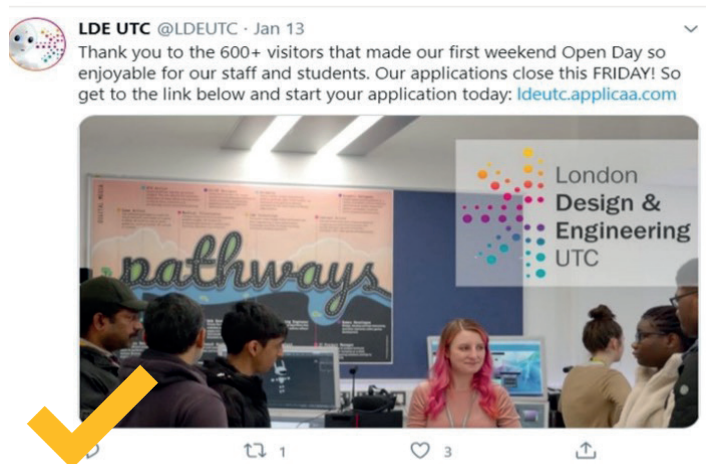 LDE UTC @LDEUTC · Jan 13
Thank you to the 600+ visitors that made our first weekend Open Day so
enjoyable for our staff and students. Our applications close this FRIDAY! So
get to the link below and start your application today: ldeutc.applicaa.com
London
Design &
Engineering
UTC
DIGITAL MEDIA
pathways
1
3